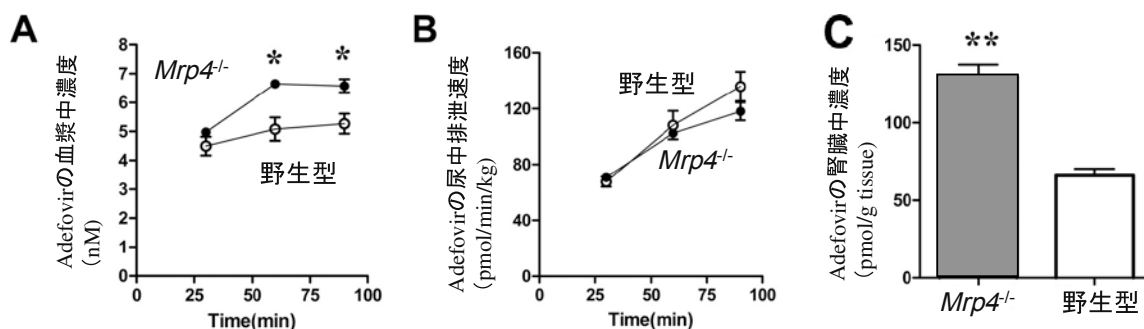 A
Adefovirの血漿中濃度
(nM)
8
7
6
5
4
3
2
1
0
Mrp4-/-
*
*
野生型
0 25 50 75 100
Time(min)
B
Adefovirの尿中排泄速度
(pmol/min/kg)
160
120
80
40
0
野生型
Mrp4-/-
0 25 50 75 100
Time(min)
C
Adefovirの腎臓中濃度
(pmol/g tissue)
150
100
50
0
**
Mrp4-/-
野生型